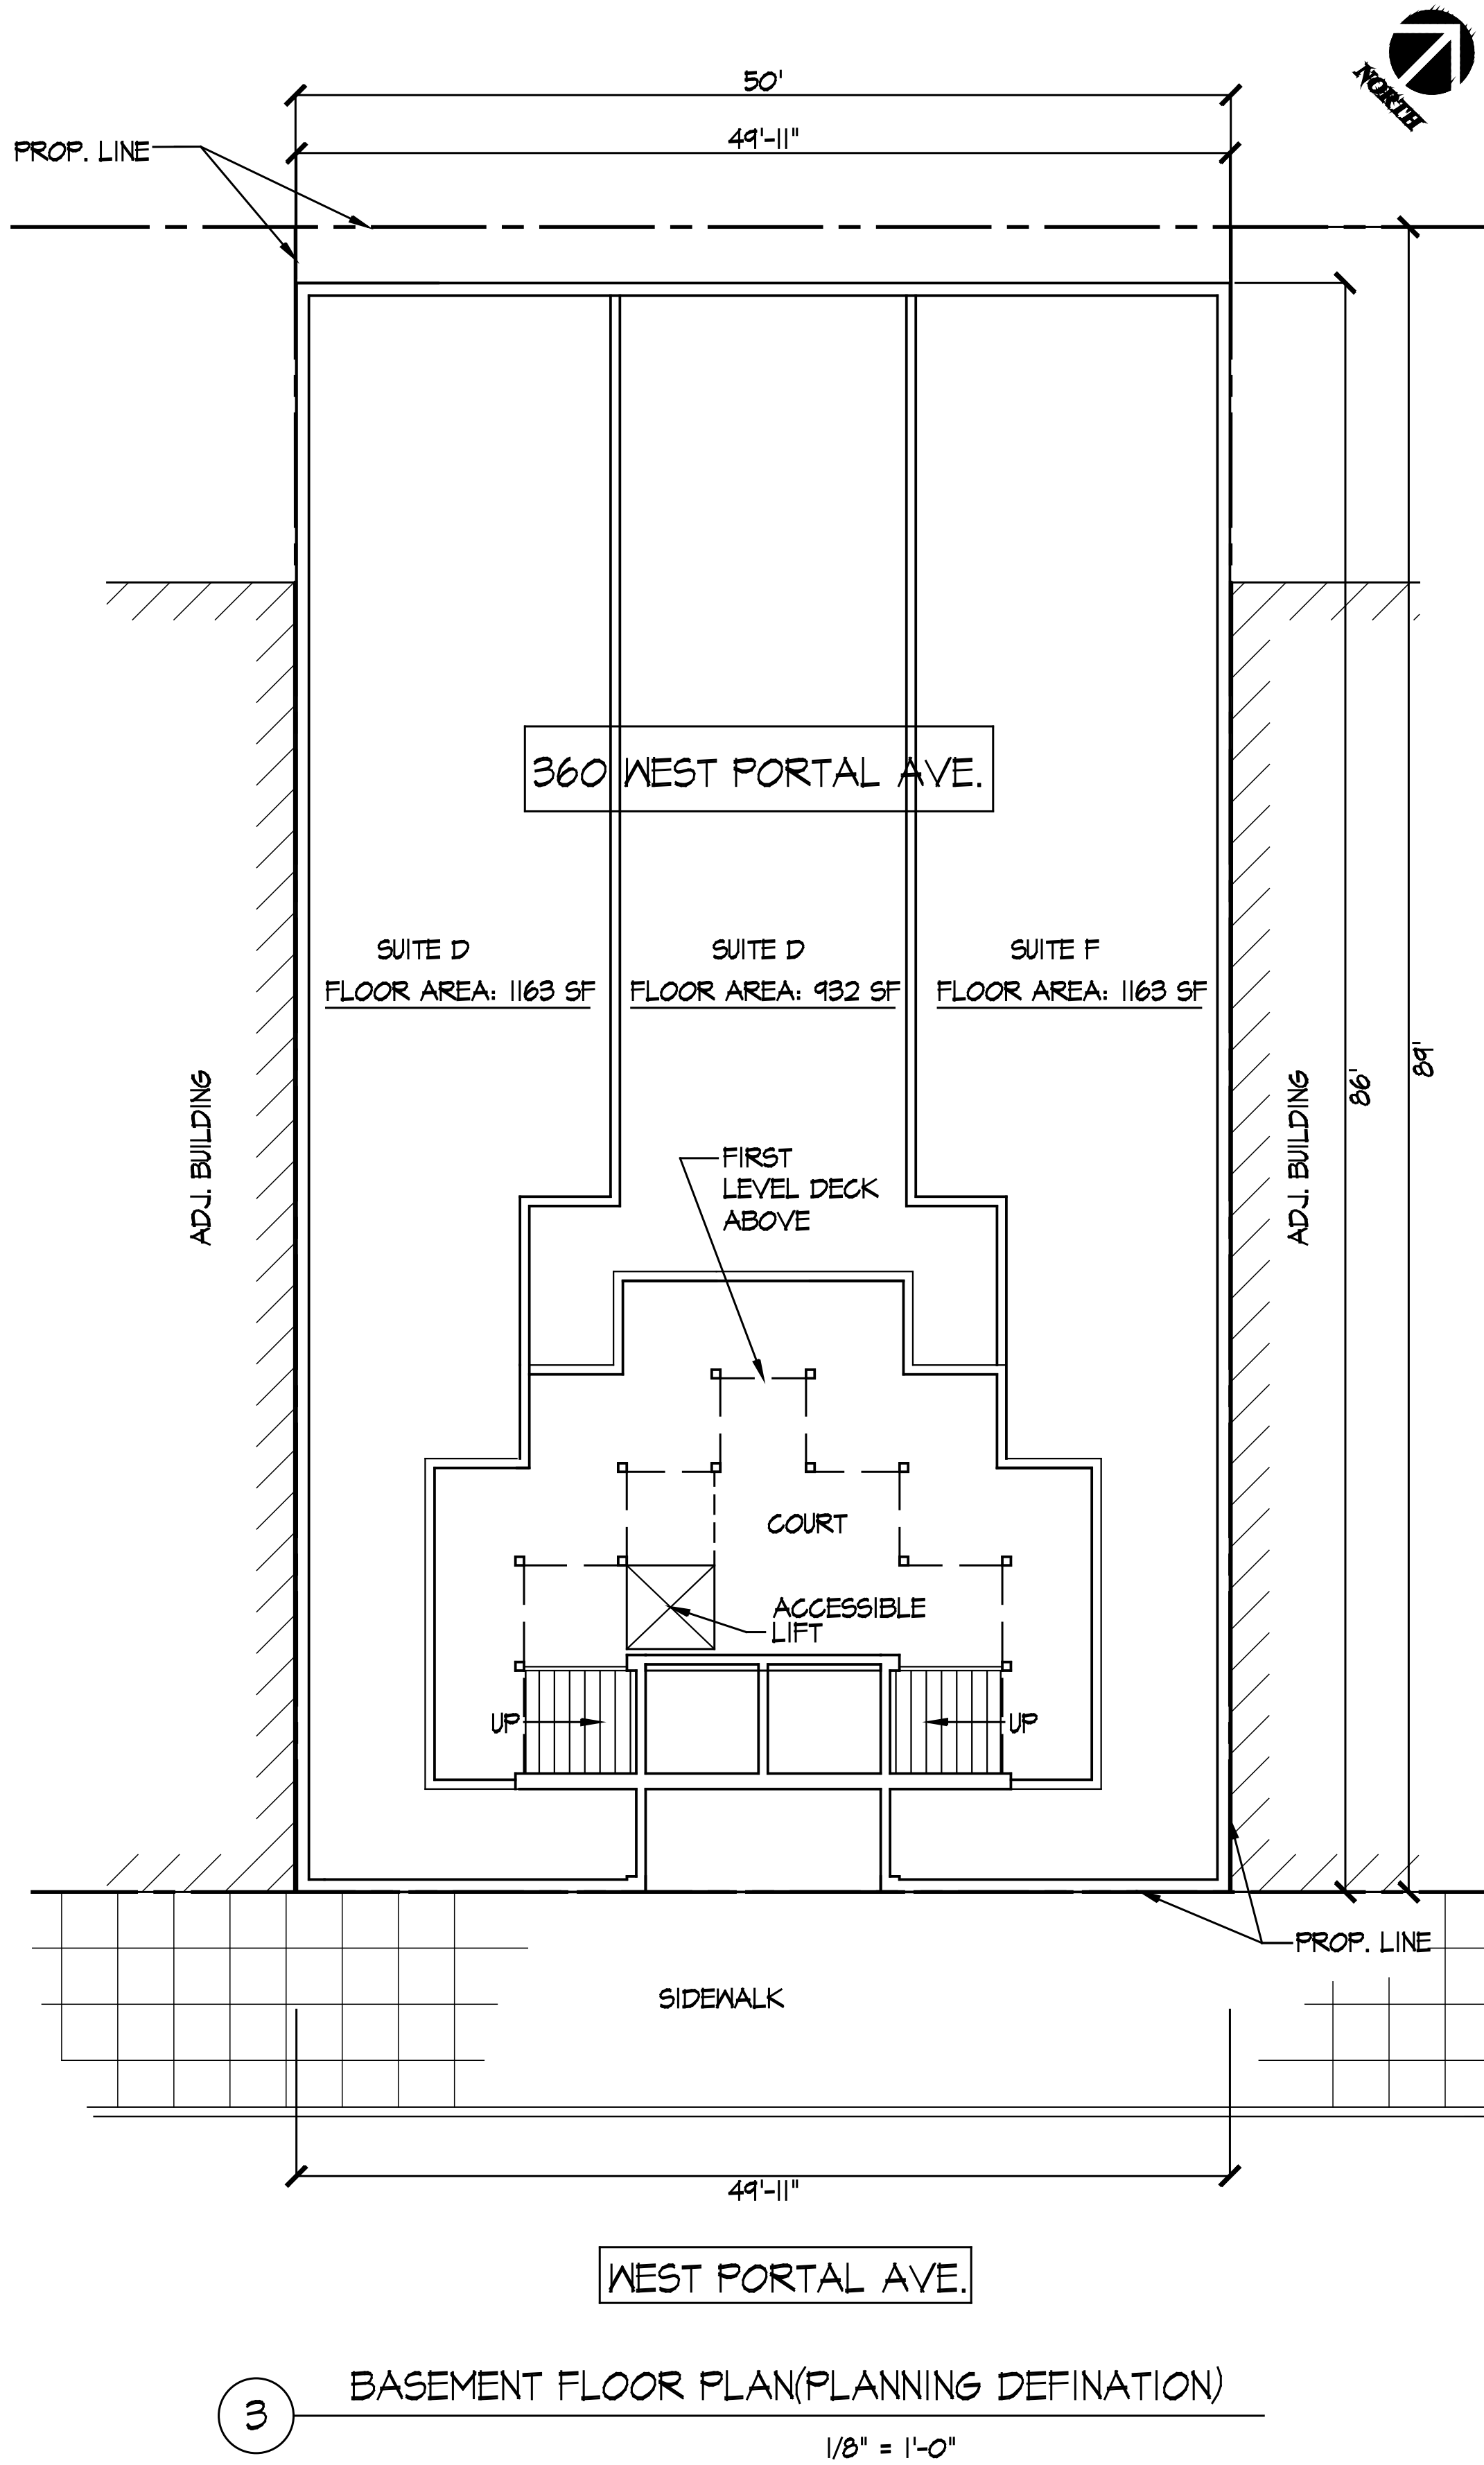 NORTH
50'
49'-11"
PROP. LINE
360 WEST PORTAL AVE.
SUITE D
FLOOR AREA: 1163 SF
SUITE D
FLOOR AREA: 932 SF
SUITE F
FLOOR AREA: 1163 SF
ADJ. BUILDING
ADJ. BUILDING
86'
89'
FIRST
LEVEL DECK
ABOVE
COURT
ACCESSIBLE
LIFT
UP
UP
PROP. LINE
SIDEWALK
49'-11"
WEST PORTAL AVE.
3
BASEMENT FLOOR PLAN(PLANNING DEFINATION)
1/8" = 1'-0"